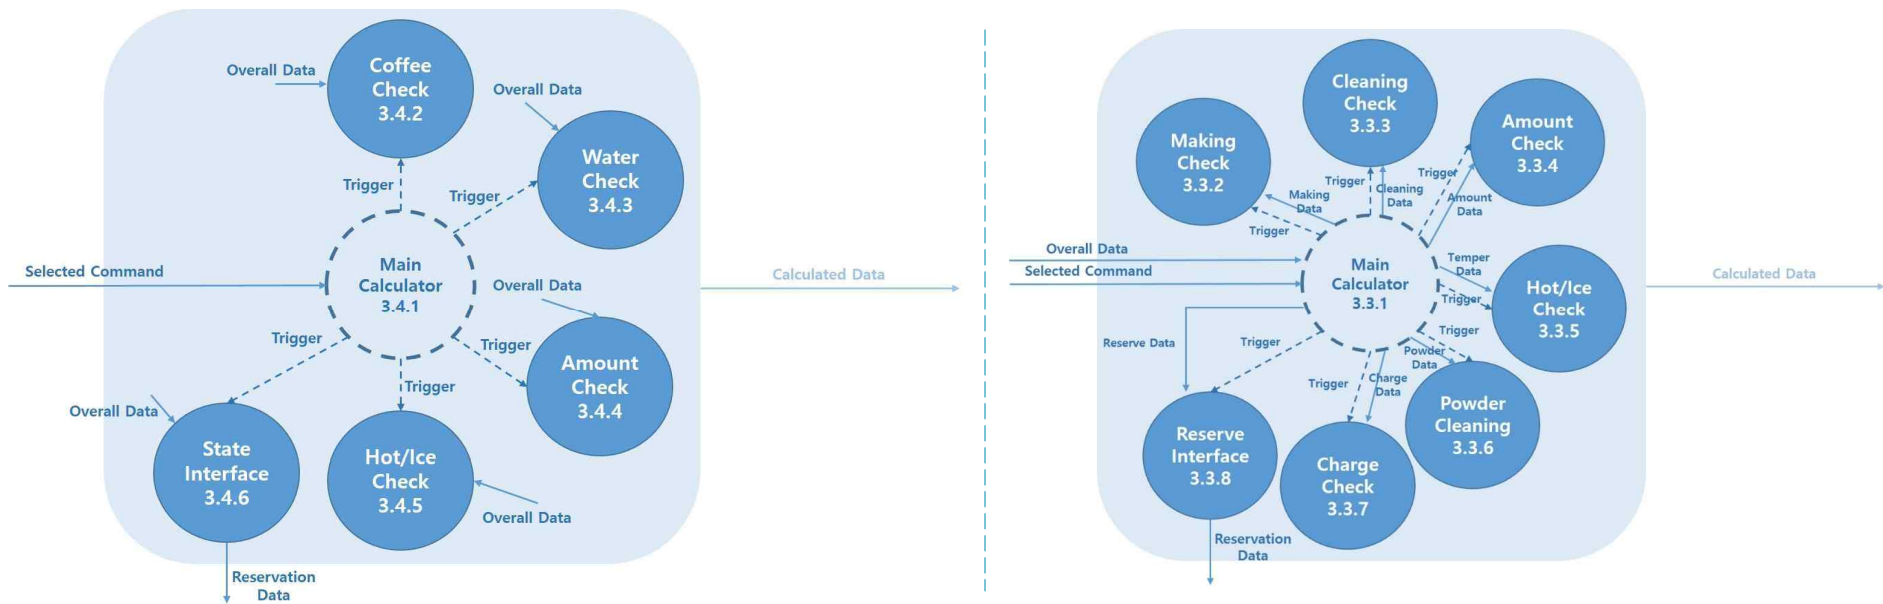 Overall Data
Coffee
Check
3.4.2
Overall Data
Water
Check
3.4.3
Trigger
Trigger
Selected Command
Main
Calculator
3.4.1
Calculated Data
Overall Data
Trigger
Trigger
Amount
Check
3.4.4
Trigger
Overall Data
State
Interface
3.4.6
Hot/Ice
Check
3.4.5
Overall Data
Reservation
Data
Cleaning
Check
3.3.3
Making
Check
3.3.2
Amount
Check
3.3.4
Trigger
Cleaning
Data
Trigger
Amount
Data
Making
Data
Trigger
Overall Data
Selected Command
Main
Calculator
3.3.1
Temper
Data
Trigger
Hot/Ice
Check
3.3.5
Calculated Data
Reserve Data
Trigger
Trigger
Powder
Data
Trigger
Charge
Data
Powder
Cleaning
3.3.6
Reserve
Interface
3.3.8
Charge
Check
3.3.7
Reservation
Data